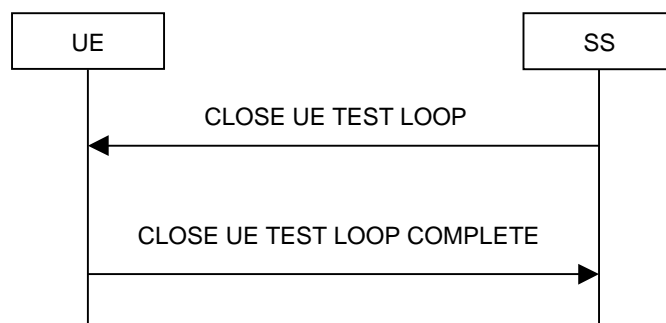 UE
SS
CLOSE UE TEST LOOP
CLOSE UE TEST LOOP COMPLETE